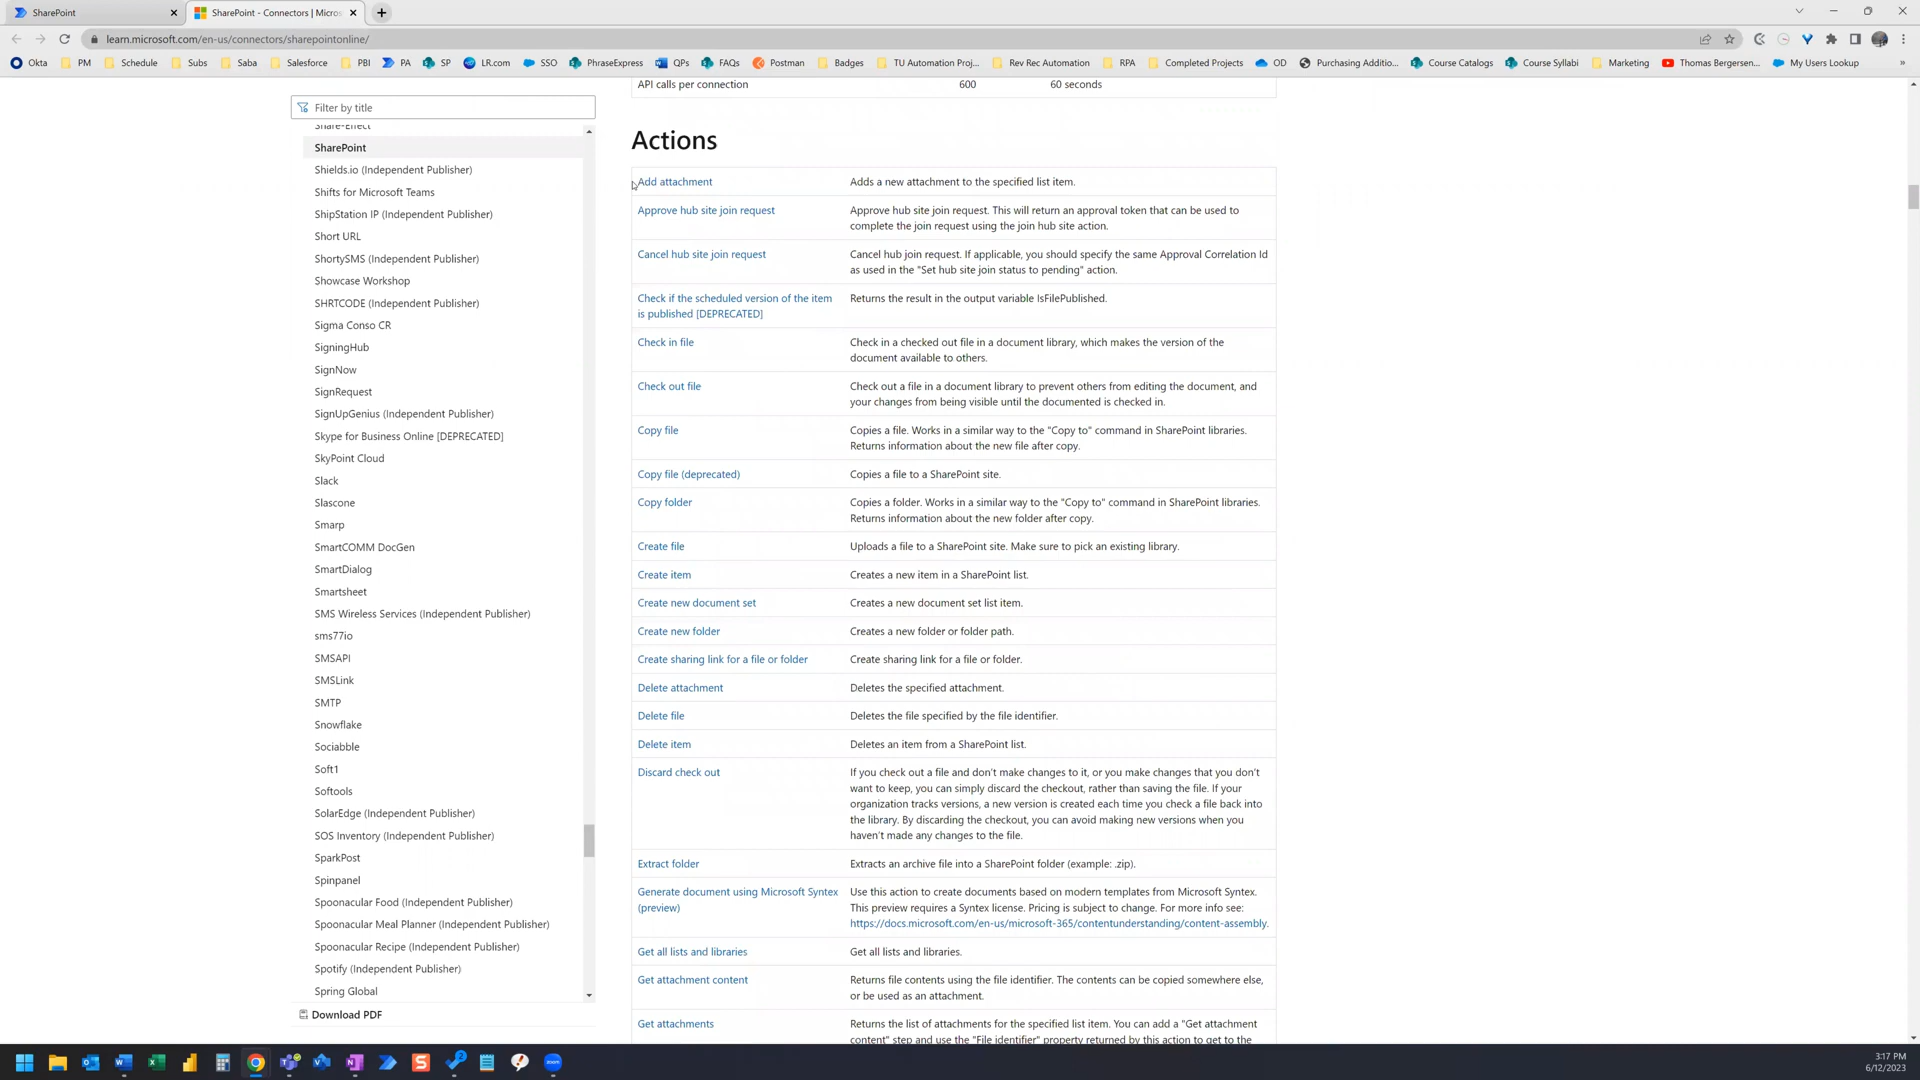 SharePoint
SharePoint - Connectors | Micros
learn.microsoft.com/en-us/connectors/sharepointonline/
Okta PM Schedule Subs Saba Salesforce PBI PA SP LR.com SSO PhraseExpress QPs FAQs Postman Badges TU Automation Proj... Rev Rec Automation RPA Completed Projects OD Purchasing Additio... Course Catalogs Course Syllabi Marketing Thomas Bergersen... My Users Lookup
Filter by title
Share-Effect
SharePoint
Shields.io (Independent Publisher)
Shifts for Microsoft Teams
ShipStation IP (Independent Publisher)
Short URL
ShortySMS (Independent Publisher)
Showcase Workshop
SHRTCODE (Independent Publisher)
Sigma Conso CR
SigningHub
SignNow
SignRequest
SignUpGenius (Independent Publisher)
Skype for Business Online [DEPRECATED]
SkyPoint Cloud
Slack
Slascone
Smarp
SmartCOMM DocGen
SmartDialog
Smartsheet
SMS Wireless Services (Independent Publisher)
sms77io
SMSAPI
SMSLink
SMTP
Snowflake
Sociabble
Soft1
Softools
SolarEdge (Independent Publisher)
SOS Inventory (Independent Publisher)
SparkPost
Spinpanel
Spoonacular Food (Independent Publisher)
Spoonacular Meal Planner (Independent Publisher)
Spoonacular Recipe (Independent Publisher)
Spotify (Independent Publisher)
Spring Global
Download PDF
API calls per connection 600 60 seconds
Actions
Add attachment Adds a new attachment to the specified list item.
Approve hub site join request Approve hub site join request. This will return an approval token that can be used to
complete the join request using the join hub site action.
Cancel hub site join request Cancel hub join request. If applicable, you should specify the same Approval Correlation Id
as used in the "Set hub site join status to pending" action.
Check if the scheduled version of the item Returns the result in the output variable IsFilePublished.
is published [DEPRECATED]
Check in file Check in a checked out file in a document library, which makes the version of the
document available to others.
Check out file Check out a file in a document library to prevent others from editing the document, and
your changes from being visible until the documented is checked in.
Copy file Copies a file. Works in a similar way to the "Copy to" command in SharePoint libraries.
Returns information about the new file after copy.
Copy file (deprecated) Copies a file to a SharePoint site.
Copy folder Copies a folder. Works in a similar way to the "Copy to" command in SharePoint libraries.
Returns information about the new folder after copy.
Create file Uploads a file to a SharePoint site. Make sure to pick an existing library.
Create item Creates a new item in a SharePoint list.
Create new document set Creates a new document set list item.
Create new folder Creates a new folder or folder path.
Create sharing link for a file or folder Create sharing link for a file or folder.
Delete attachment Deletes the specified attachment.
Delete file Deletes the file specified by the file identifier.
Delete item Deletes an item from a SharePoint list.
Discard check out If you check out a file and don't make changes to it, or you make changes that you don't
want to keep, you can simply discard the checkout, rather than saving the file. If your
organization tracks versions, a new version is created each time you check a file back into
the library. By discarding the checkout, you can avoid making new versions when you
haven't made any changes to the file.
Extract folder Extracts an archive file into a SharePoint folder (example: .zip).
Generate document using Microsoft Syntex Use this action to create documents based on modern templates from Microsoft Syntex.
(preview) This preview requires a Syntex license. Pricing is subject to change. For more info see:
https://docs.microsoft.com/en-us/microsoft-365/contentunderstanding/content-assembly.
Get all lists and libraries Get all lists and libraries.
Get attachment content Returns file contents using the file identifier. The contents can be copied somewhere else,
or be used as an attachment.
Get attachments Returns the list of attachments for the specified list item. You can add a "Get attachment
content" step and use the "File identifier" property returned by this action to get to the
3:17 PM
6/12/2023